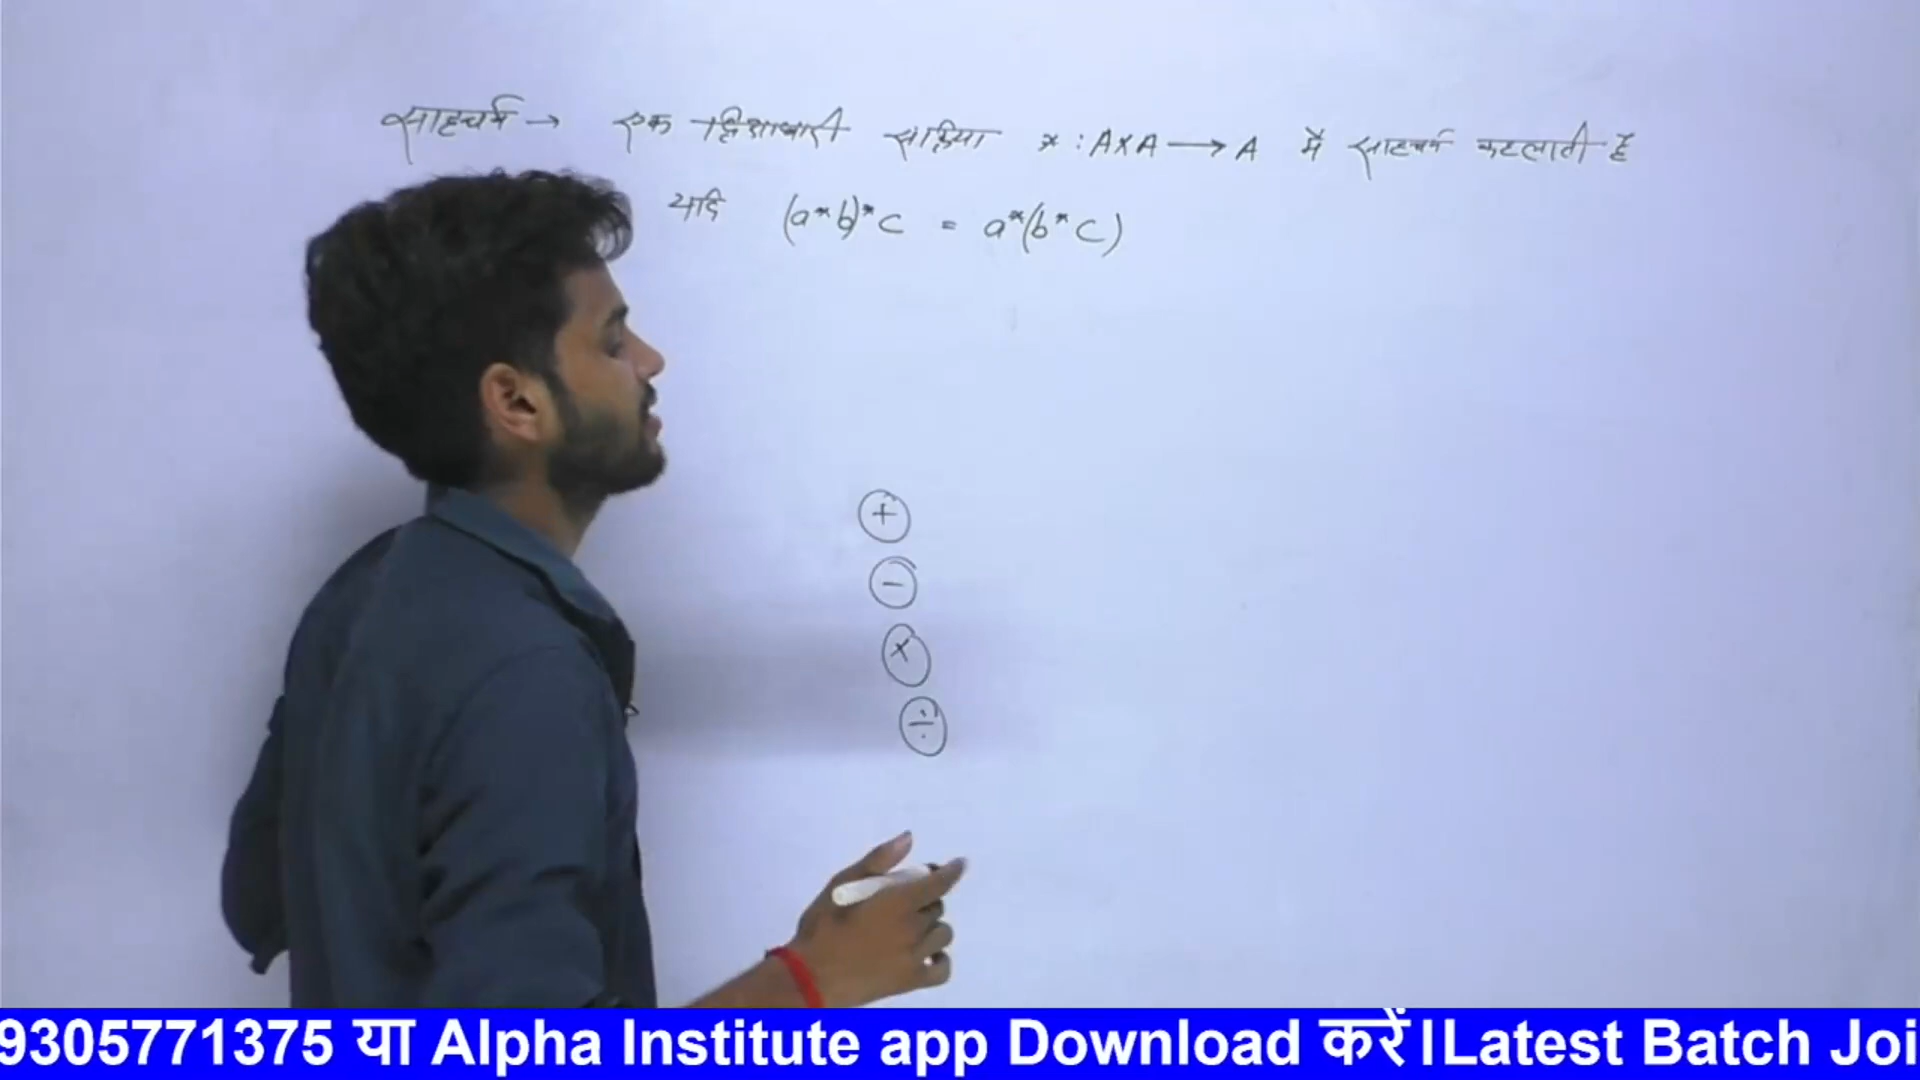 साहचर्य → एक द्विआधारी संक्रिया * : A×A → A में साहचर्य कहलाती है
यदि (a*b)*c = a*(b*c)
+
−
×
÷
9305771375 या Alpha Institute app Download करें।Latest Batch Joi